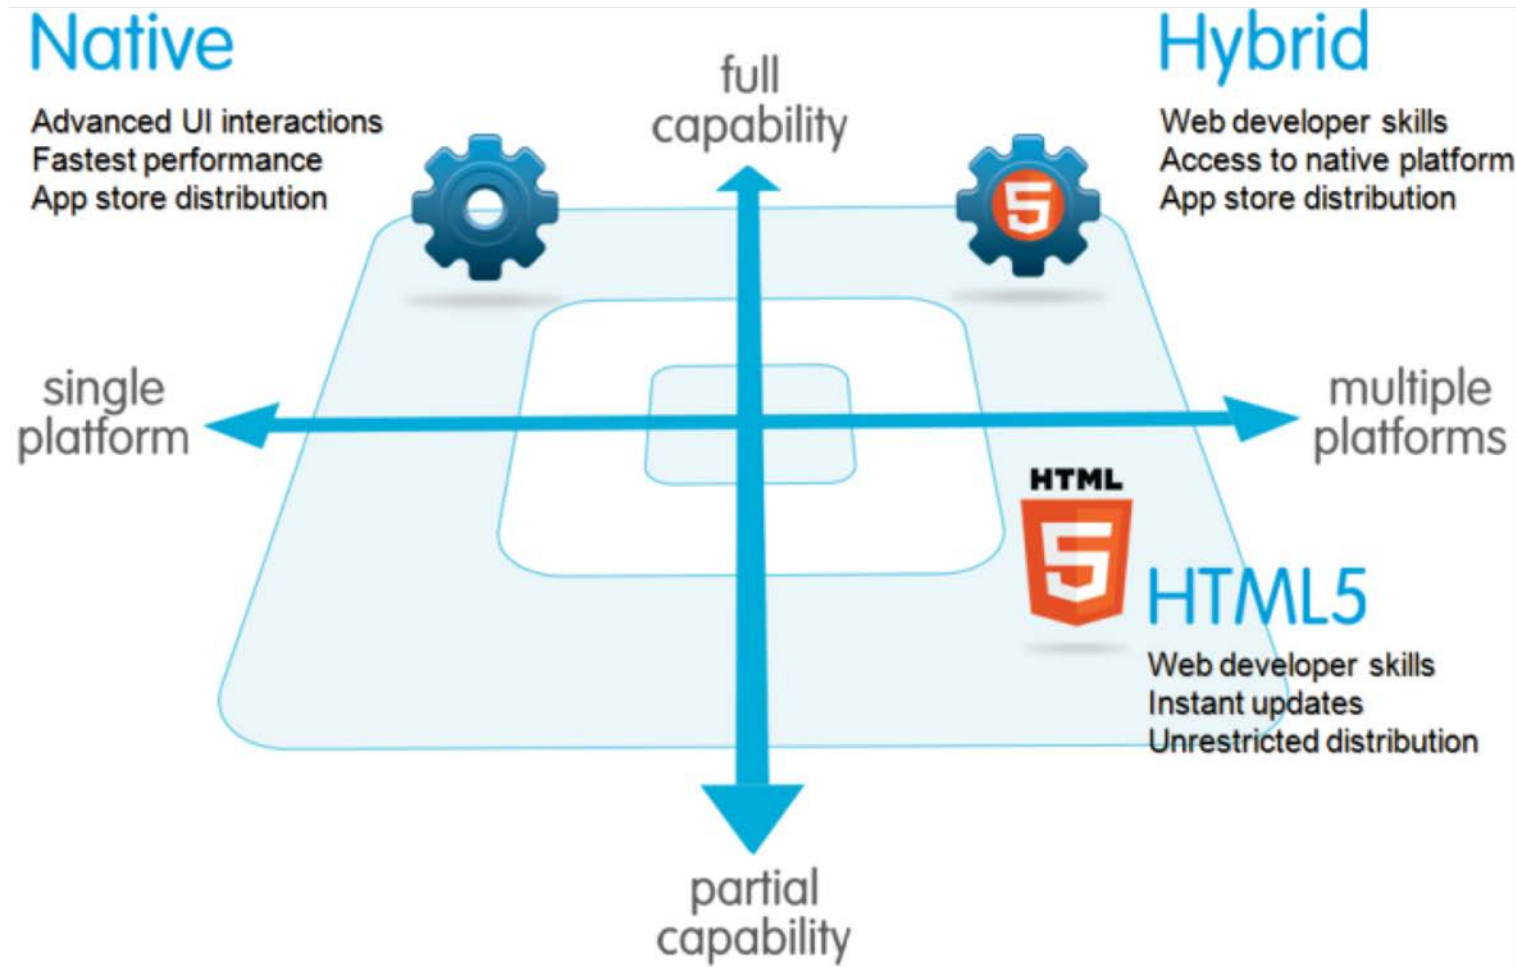 Native
Advanced UI interactions
Fastest performance
App store distribution
full
capability
Hybrid
Web developer skills
Access to native platform
App store distribution
5
single
platform
multiple
platforms
HTML
5
HTML5
Web developer skills
Instant updates
Unrestricted distribution
partial
capability